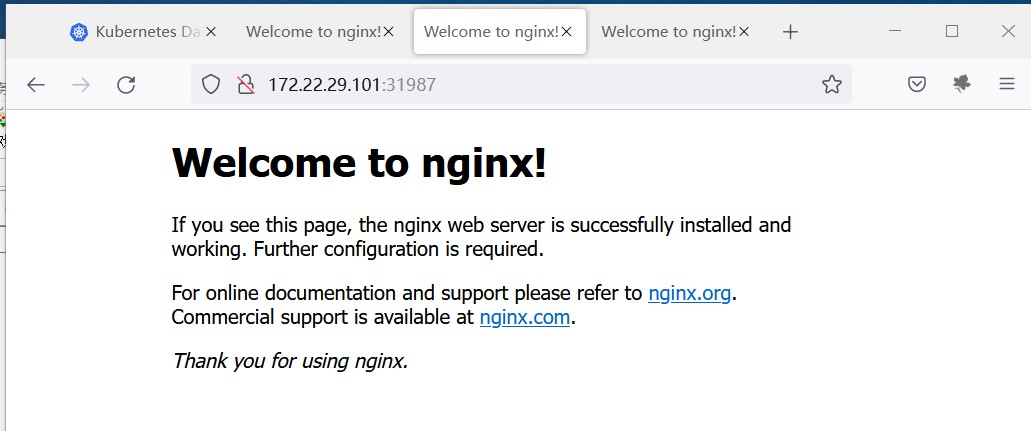 Kubernetes Da
Welcome to nginx!
Welcome to nginx!
Welcome to nginx!
172.22.29.101:31987
Welcome to nginx!
If you see this page, the nginx web server is successfully installed and
working. Further configuration is required.
For online documentation and support please refer to nginx.org.
Commercial support is available at nginx.com.
Thank you for using nginx.